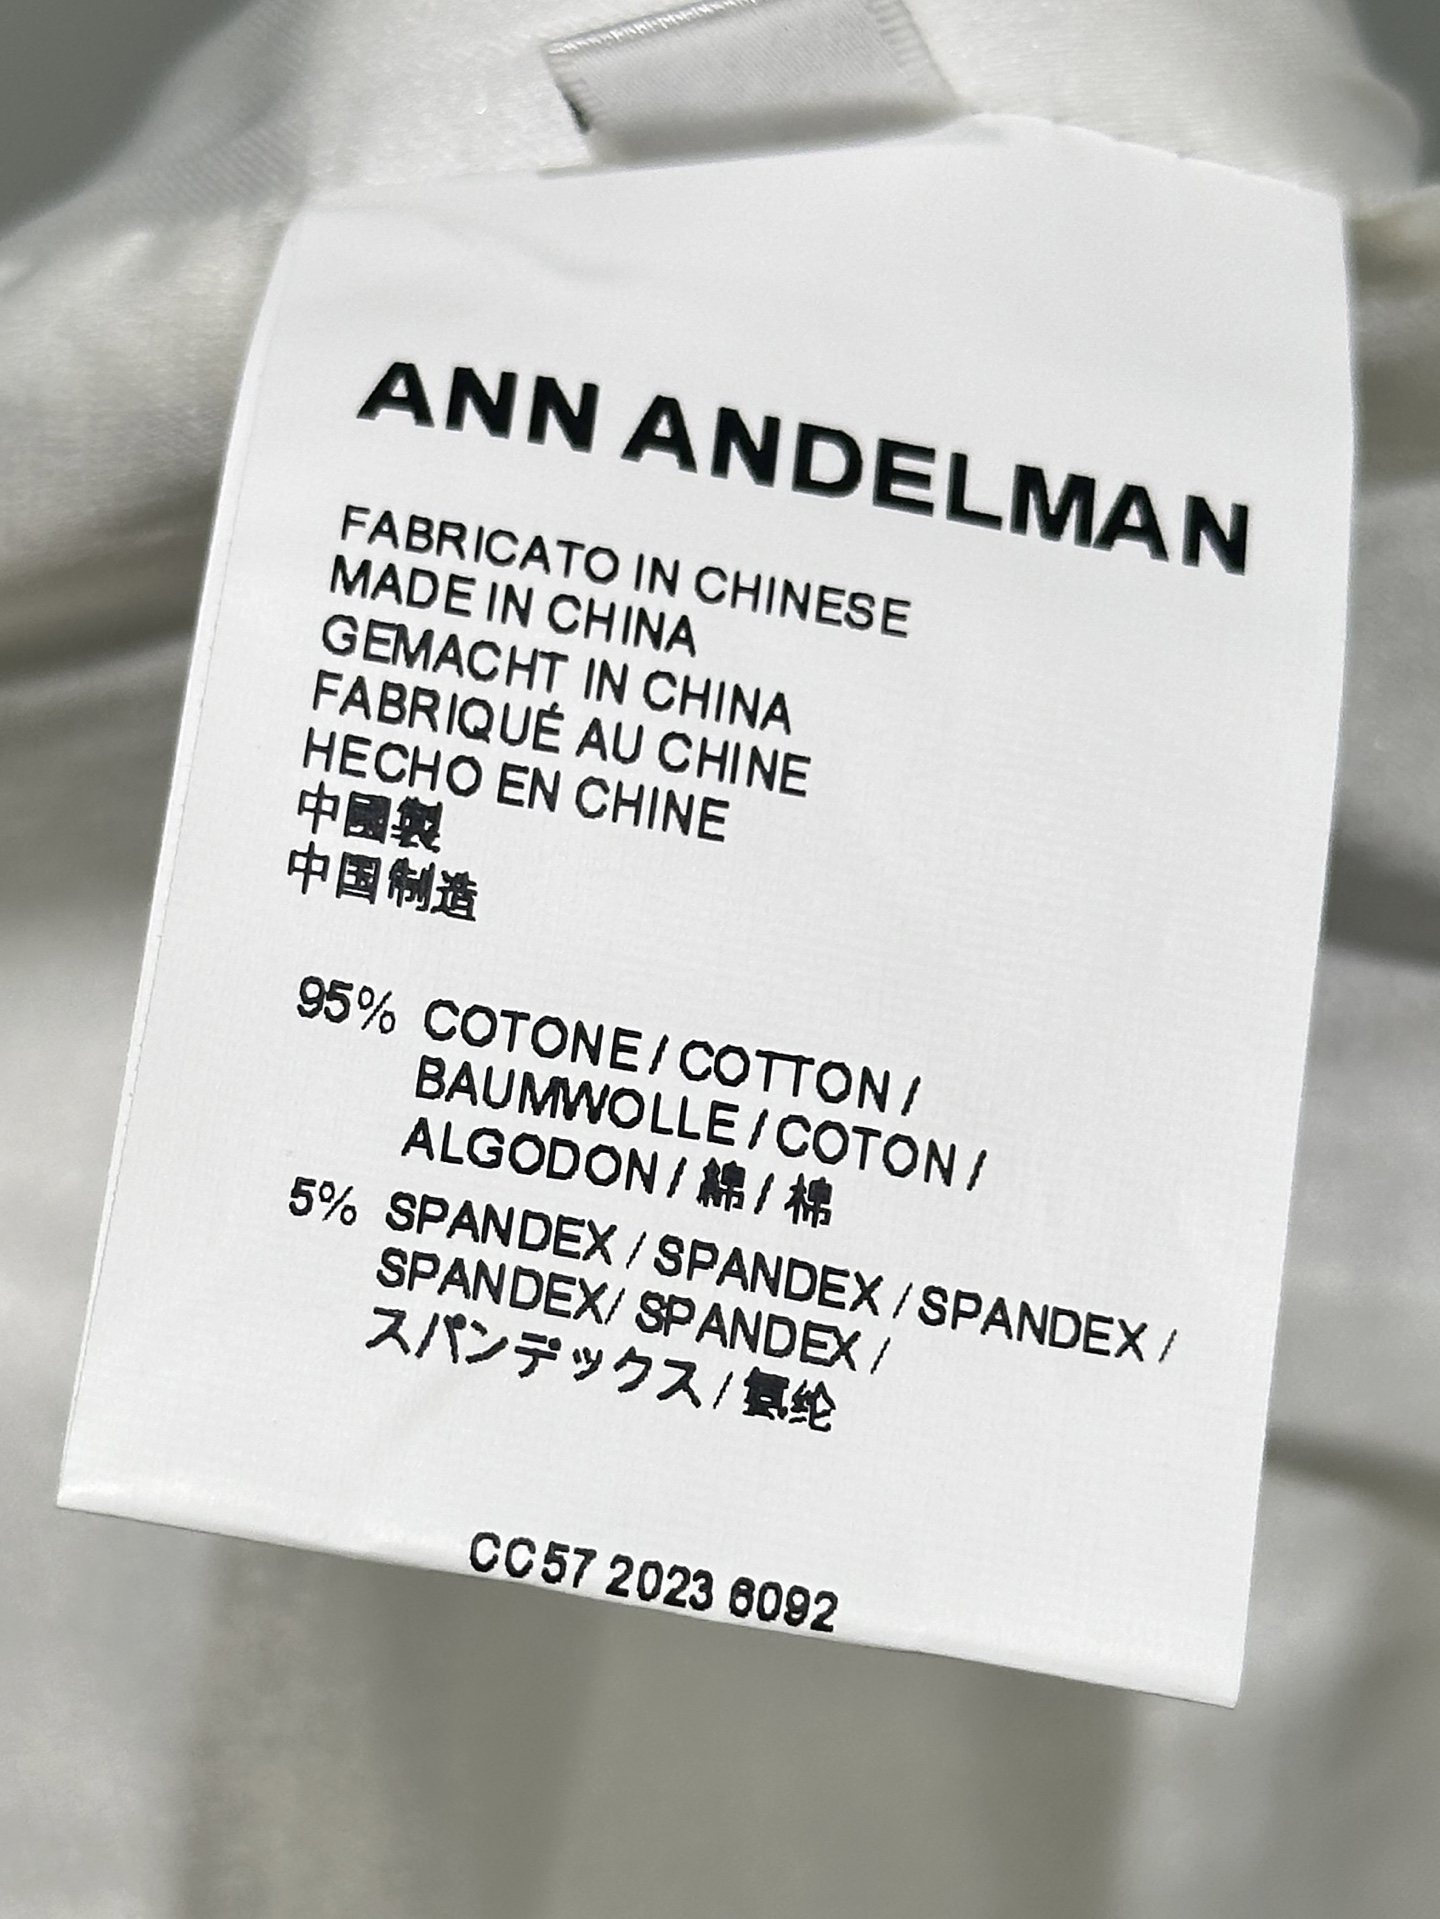 ANN ANDELMAN
FABRICATO IN CHINESE
MADE IN CHINA
GEMACHT IN CHINA
FABRIQUÉ AU CHINE
HECHO EN CHINE
中國製
中国制造
95% COTONE / COTTON /
BAUMWOLLE / COTON /
ALGODON / 綿 / 棉
5% SPANDEX / SPANDEX / SPANDEX /
SPANDEX/ SPANDEX /
スパンデックス / 氨纶
CC57 2023 6092